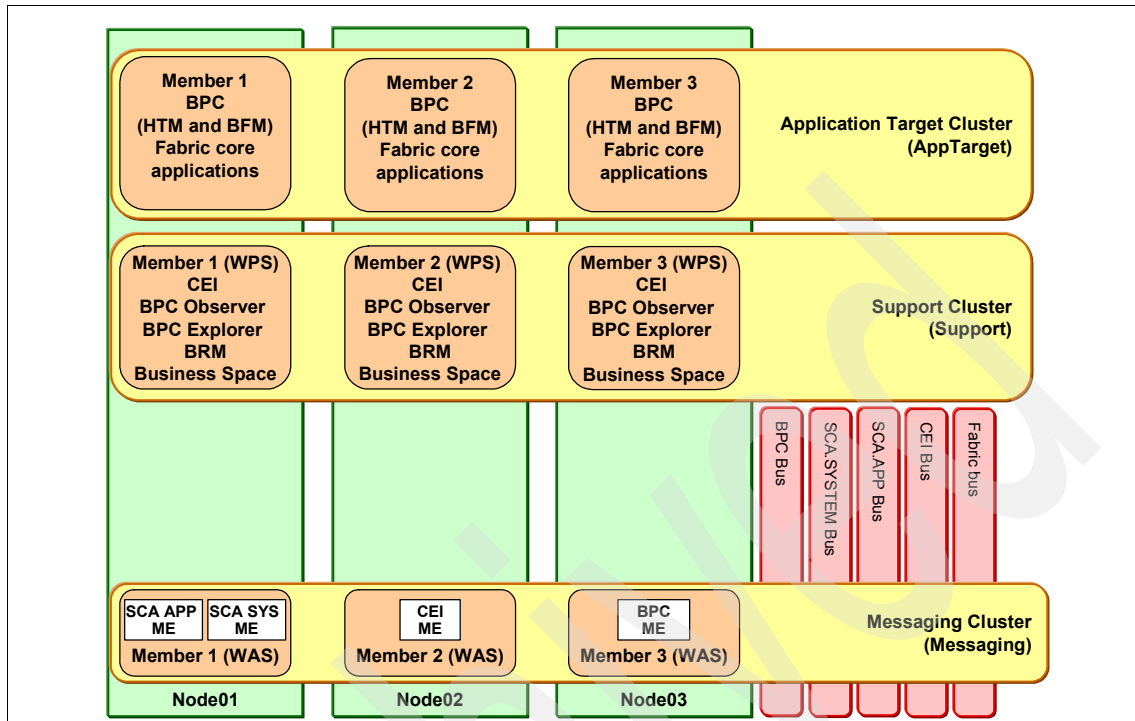 Member 1
BPC
(HTM and BFM)
Fabric core
applications
Member 2
BPC
(HTM and BFM)
Fabric core
applications
Member 3
BPC
(HTM and BFM)
Fabric core
applications
Application Target Cluster
(AppTarget)
Member 1 (WPS)
CEI
BPC Observer
BPC Explorer
BRM
Business Space
Member 2 (WPS)
CEI
BPC Observer
BPC Explorer
BRM
Business Space
Member 3 (WPS)
CEI
BPC Observer
BPC Explorer
BRM
Business Space
Support Cluster
(Support)
BPC Bus
SCA.SYSTEM Bus
SCA.APP Bus
CEI Bus
Fabric bus
SCA APP
ME
SCA SYS
ME
Member 1 (WAS)
CEI
ME
Member 2 (WAS)
BPC
ME
Member 3 (WAS)
Messaging Cluster
(Messaging)
Node01
Node02
Node03